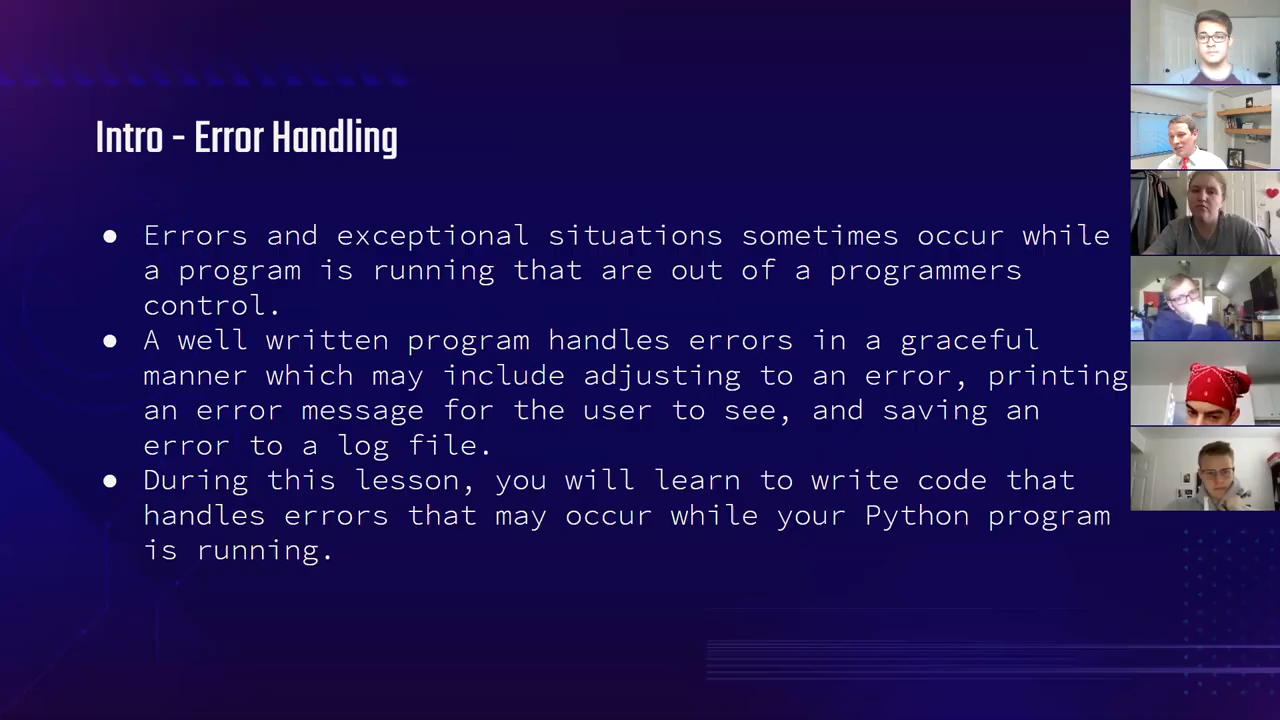 Intro - Error Handling
● Errors and exceptional situations sometimes occur while
a program is running that are out of a programmers
control.
● A well written program handles errors in a graceful
manner which may include adjusting to an error, printing
an error message for the user to see, and saving an
error to a log file.
● During this lesson, you will learn to write code that
handles errors that may occur while your Python program
is running.